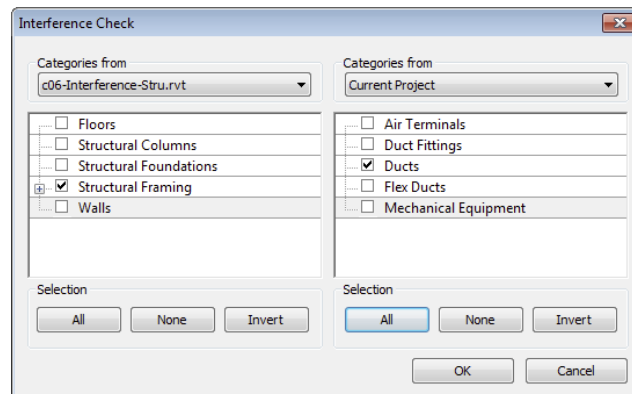 Interference Check
Categories from
c06-Interference-Stru.rvt
Floors
Structural Columns
Structural Foundations
Structural Framing
Walls
Selection
All None Invert
Categories from
Current Project
Air Terminals
Duct Fittings
Ducts
Flex Ducts
Mechanical Equipment
Selection
All None Invert
OK Cancel